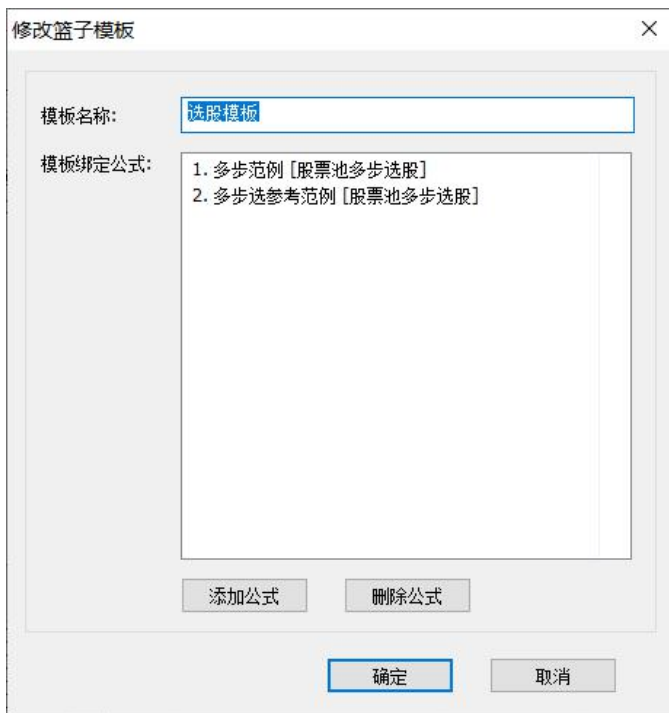 修改篮子模板
模板名称:
选股模板
模板绑定公式:
1. 多步范例 [股票池多步选股]
2. 多步选参考范例 [股票池多步选股]
添加公式
删除公式
确定
取消